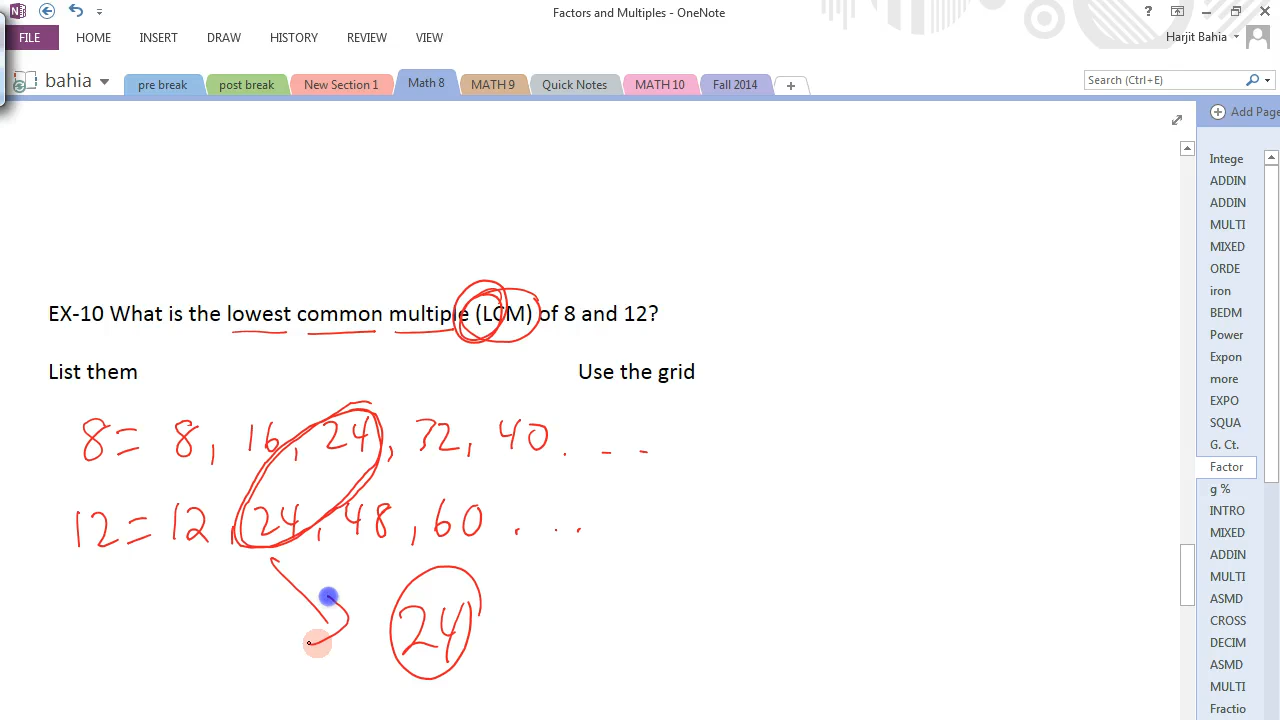 Factors and Multiples - OneNote
?
FILE HOME INSERT DRAW HISTORY REVIEW VIEW
Harjit Bahia
bahia
pre break post break New Section 1 Math 8 MATH 9 Quick Notes MATH 10 Fall 2014
Search (Ctrl+E)
Add Page
EX-10 What is the lowest common multiple (LCM) of 8 and 12?
List them Use the grid
8= 8, 16, 24, 32, 40. . .
12= 12, 24, 48, 60 . . .
24
Intege
ADDIN
ADDIN
MULTI
MIXED
ORDE
iron
BEDM
Power
Expon
more
EXPO
SQUA
G. Ct.
Factor
g %
INTRO
MIXED
ADDIN
MULTI
ASMD
CROSS
DECIM
ASMD
MULTI
Fractio